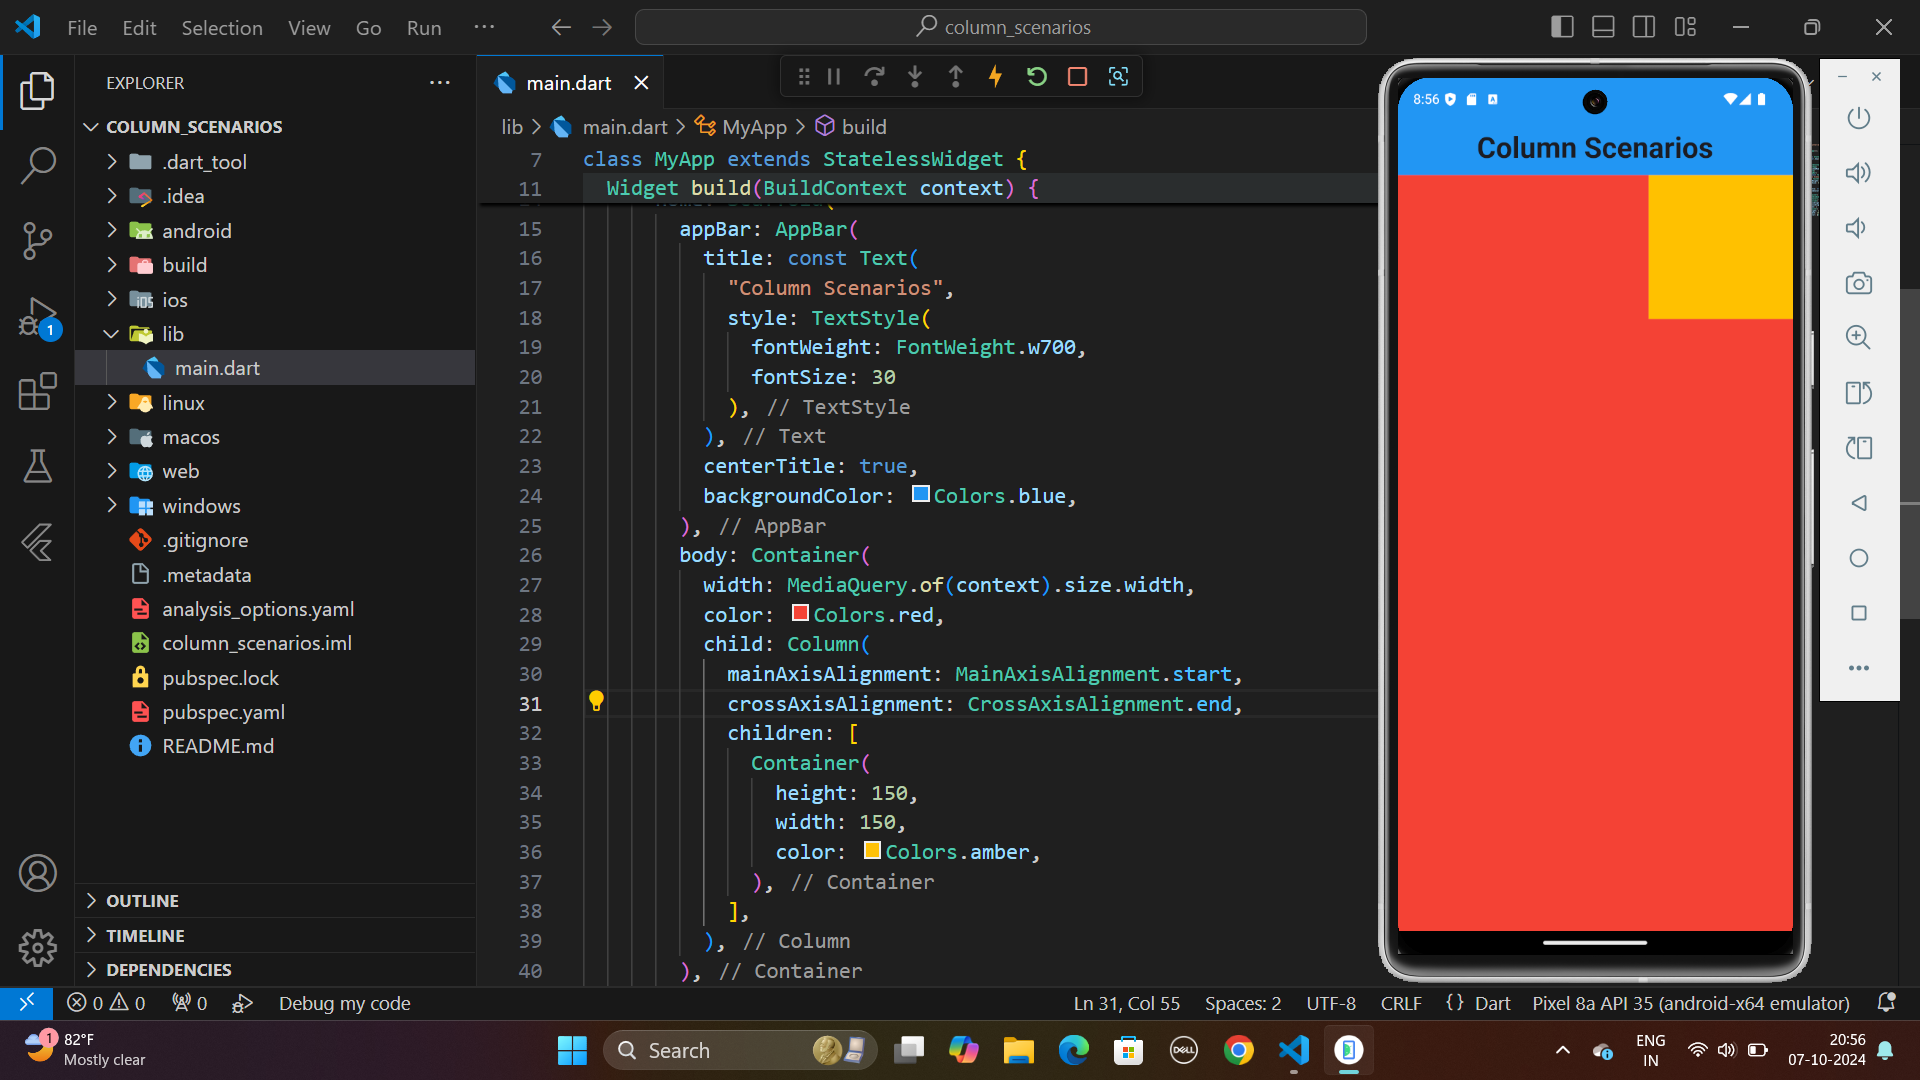 File Edit Selection View Go Run ···
column_scenarios
EXPLORER ···
COLUMN_SCENARIOS
.dart_tool
.idea
android
build
ios
lib
main.dart
linux
macos
web
windows
.gitignore
.metadata
analysis_options.yaml
column_scenarios.iml
pubspec.lock
pubspec.yaml
README.md
OUTLINE
TIMELINE
DEPENDENCIES
1
main.dart
lib > main.dart > MyApp > build
7 class MyApp extends StatelessWidget {
11 Widget build(BuildContext context) {
15 appBar: AppBar(
16 title: const Text(
17 "Column Scenarios",
18 style: TextStyle(
19 fontWeight: FontWeight.w700,
20 fontSize: 30
21 ), // TextStyle
22 ), // Text
23 centerTitle: true,
24 backgroundColor: Colors.blue,
25 ), // AppBar
26 body: Container(
27 width: MediaQuery.of(context).size.width,
28 color: Colors.red,
29 child: Column(
30 mainAxisAlignment: MainAxisAlignment.start,
31 crossAxisAlignment: CrossAxisAlignment.end,
32 children: [
33 Container(
34 height: 150,
35 width: 150,
36 color: Colors.amber,
37 ), // Container
38 ],
39 ), // Column
40 ), // Container
8:56
Column Scenarios
0 0 0 Debug my code
Ln 31, Col 55 Spaces: 2 UTF-8 CRLF {} Dart Pixel 8a API 35 (android-x64 emulator)
1
82°F
Mostly clear
Search
DELL
ENG
IN
20:56
07-10-2024